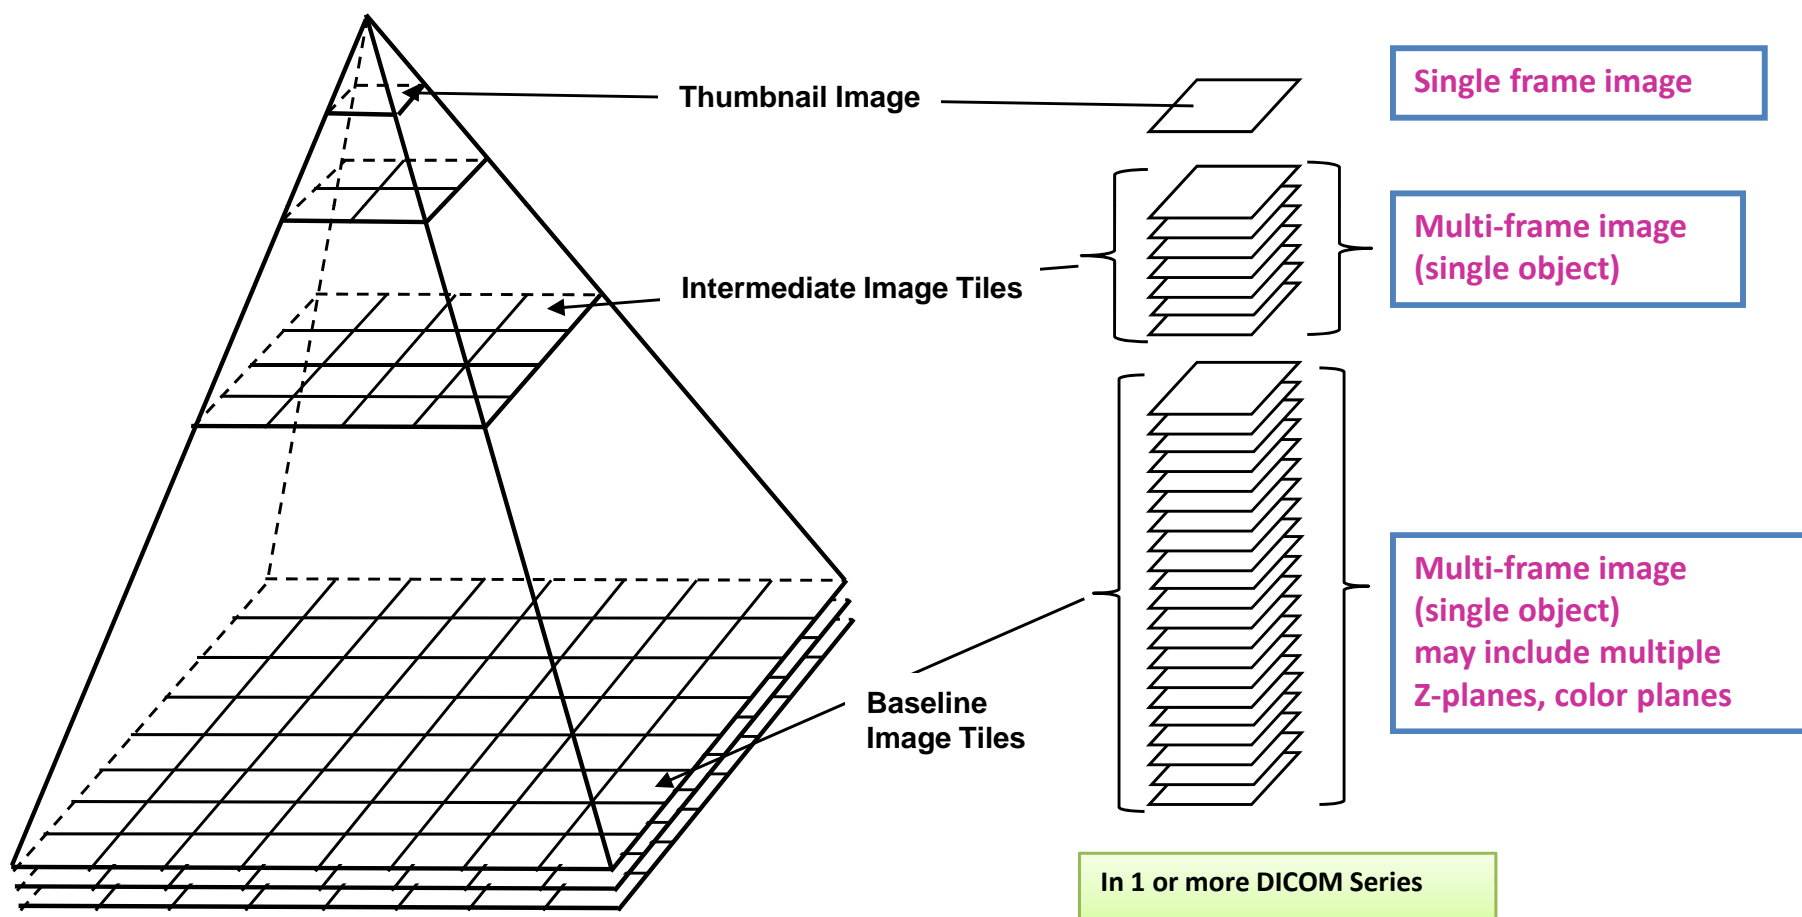 Thumbnail Image
Single frame image
Intermediate Image Tiles
Multi-frame image
(single object)
Baseline
Image Tiles
Multi-frame image
(single object)
may include multiple
Z-planes, color planes
In 1 or more DICOM Series